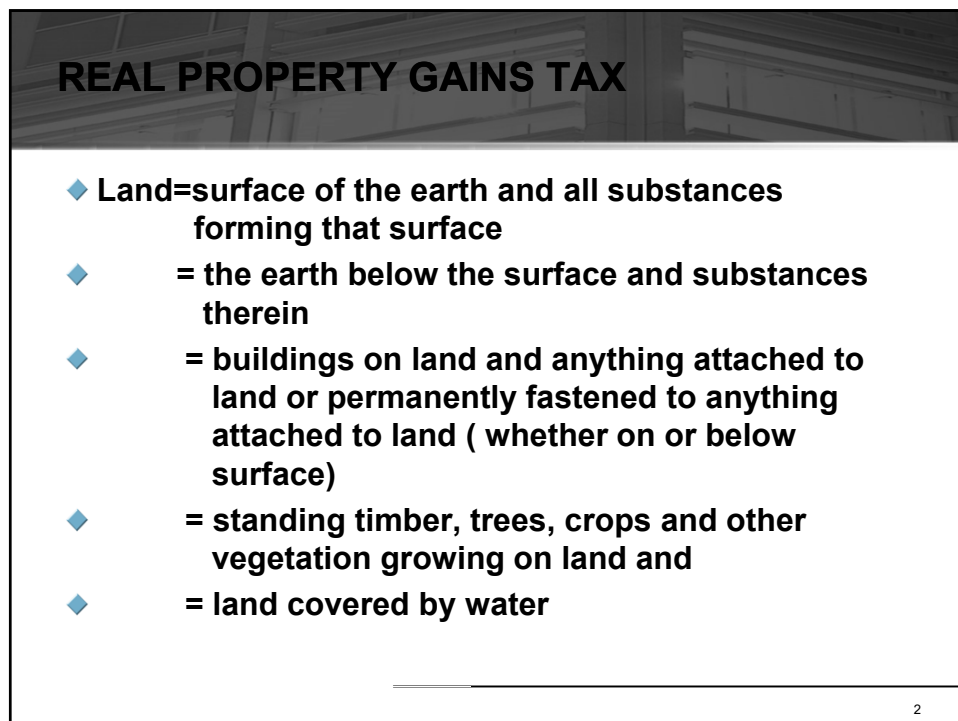 REAL PROPERTY GAINS TAX
Land=surface of the earth and all substances
forming that surface
= the earth below the surface and substances
therein
= buildings on land and anything attached to
land or permanently fastened to anything
attached to land ( whether on or below
surface)
= standing timber, trees, crops and other
vegetation growing on land and
= land covered by water
2